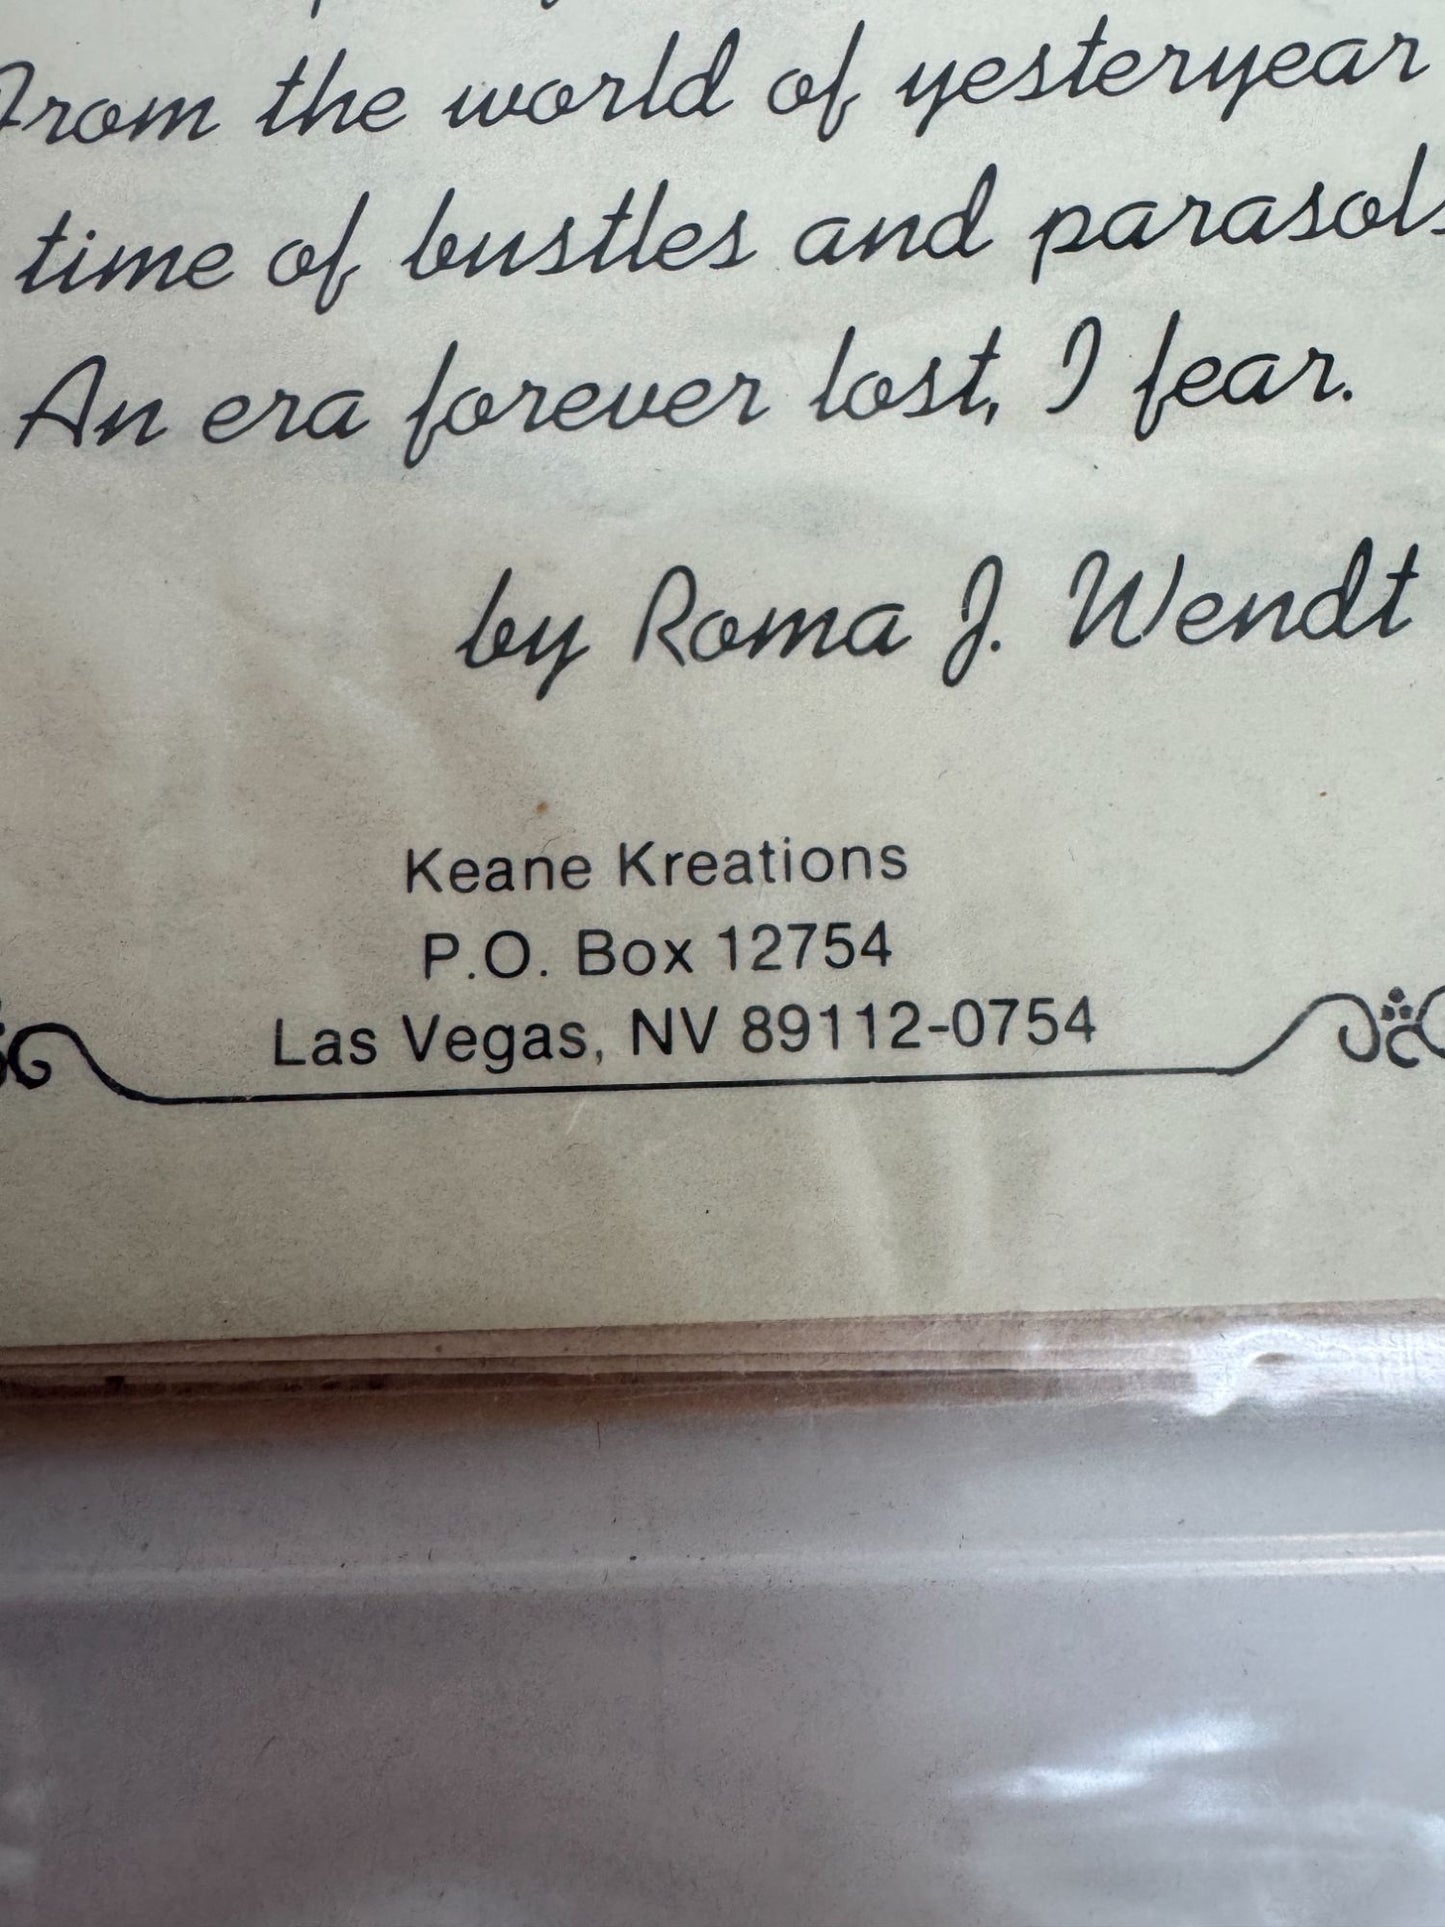 From the world of yesteryear
time of bustles and parasols
An era forever lost, I fear.
by Roma J. Wendt
Keane Kreations
P.O. Box 12754
Las Vegas, NV 89112-0754